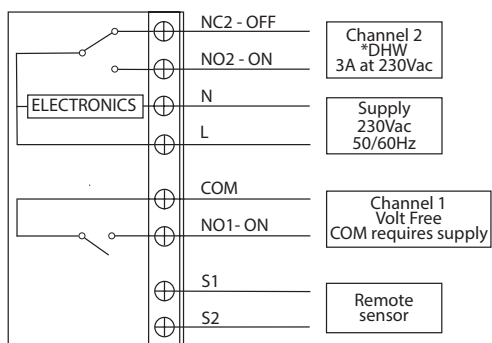 NC2 - OFF
NO2 - ON
Channel 2
*DHW
3A at 230Vac
ELECTRONICS
N
L
Supply
230Vac
50/60Hz
COM
NO1- ON
Channel 1
Volt Free
COM requires supply
S1
S2
Remote
sensor